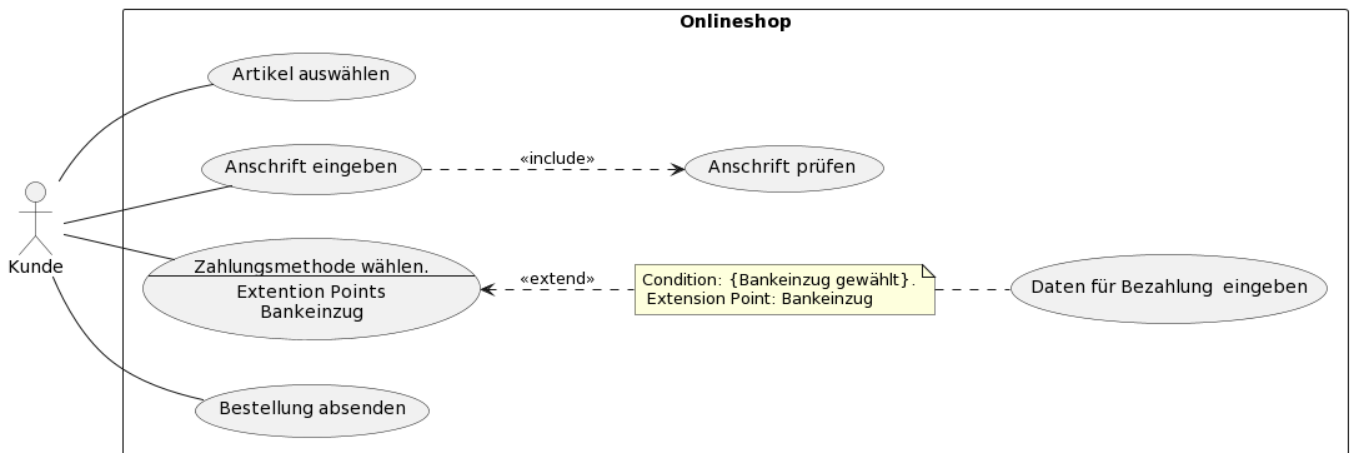 Onlineshop
Artikel auswählen
Anschrift eingeben
«include»
Anschrift prüfen
Kunde
Zahlungsmethode wählen.
Extention Points
Bankeinzug
«extend»
Condition: {Bankeinzug gewählt}.
Extension Point: Bankeinzug
Daten für Bezahlung  eingeben
Bestellung absenden